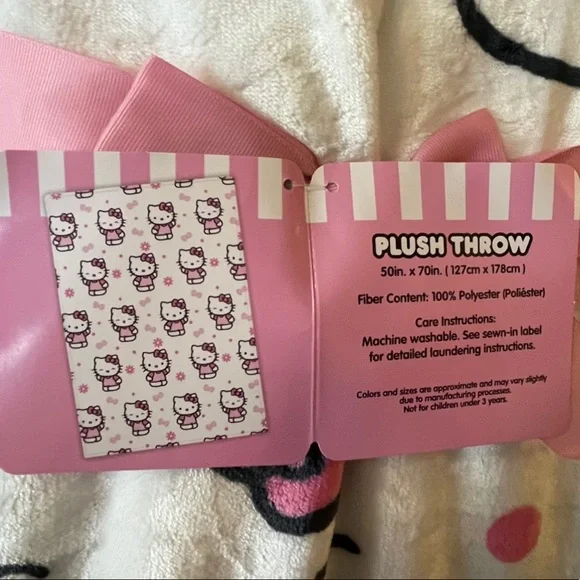 PLUSH THROW
50in. x 70in. ( 127cm x 178cm )
Fiber Content: 100% Polyester (Poliéster)
Care Instructions:
Machine washable. See sewn-in label
for detailed laundering instructions.
Colors and sizes are approximate and may vary slightly
due to manufacturing processes.
Not for children under 3 years.